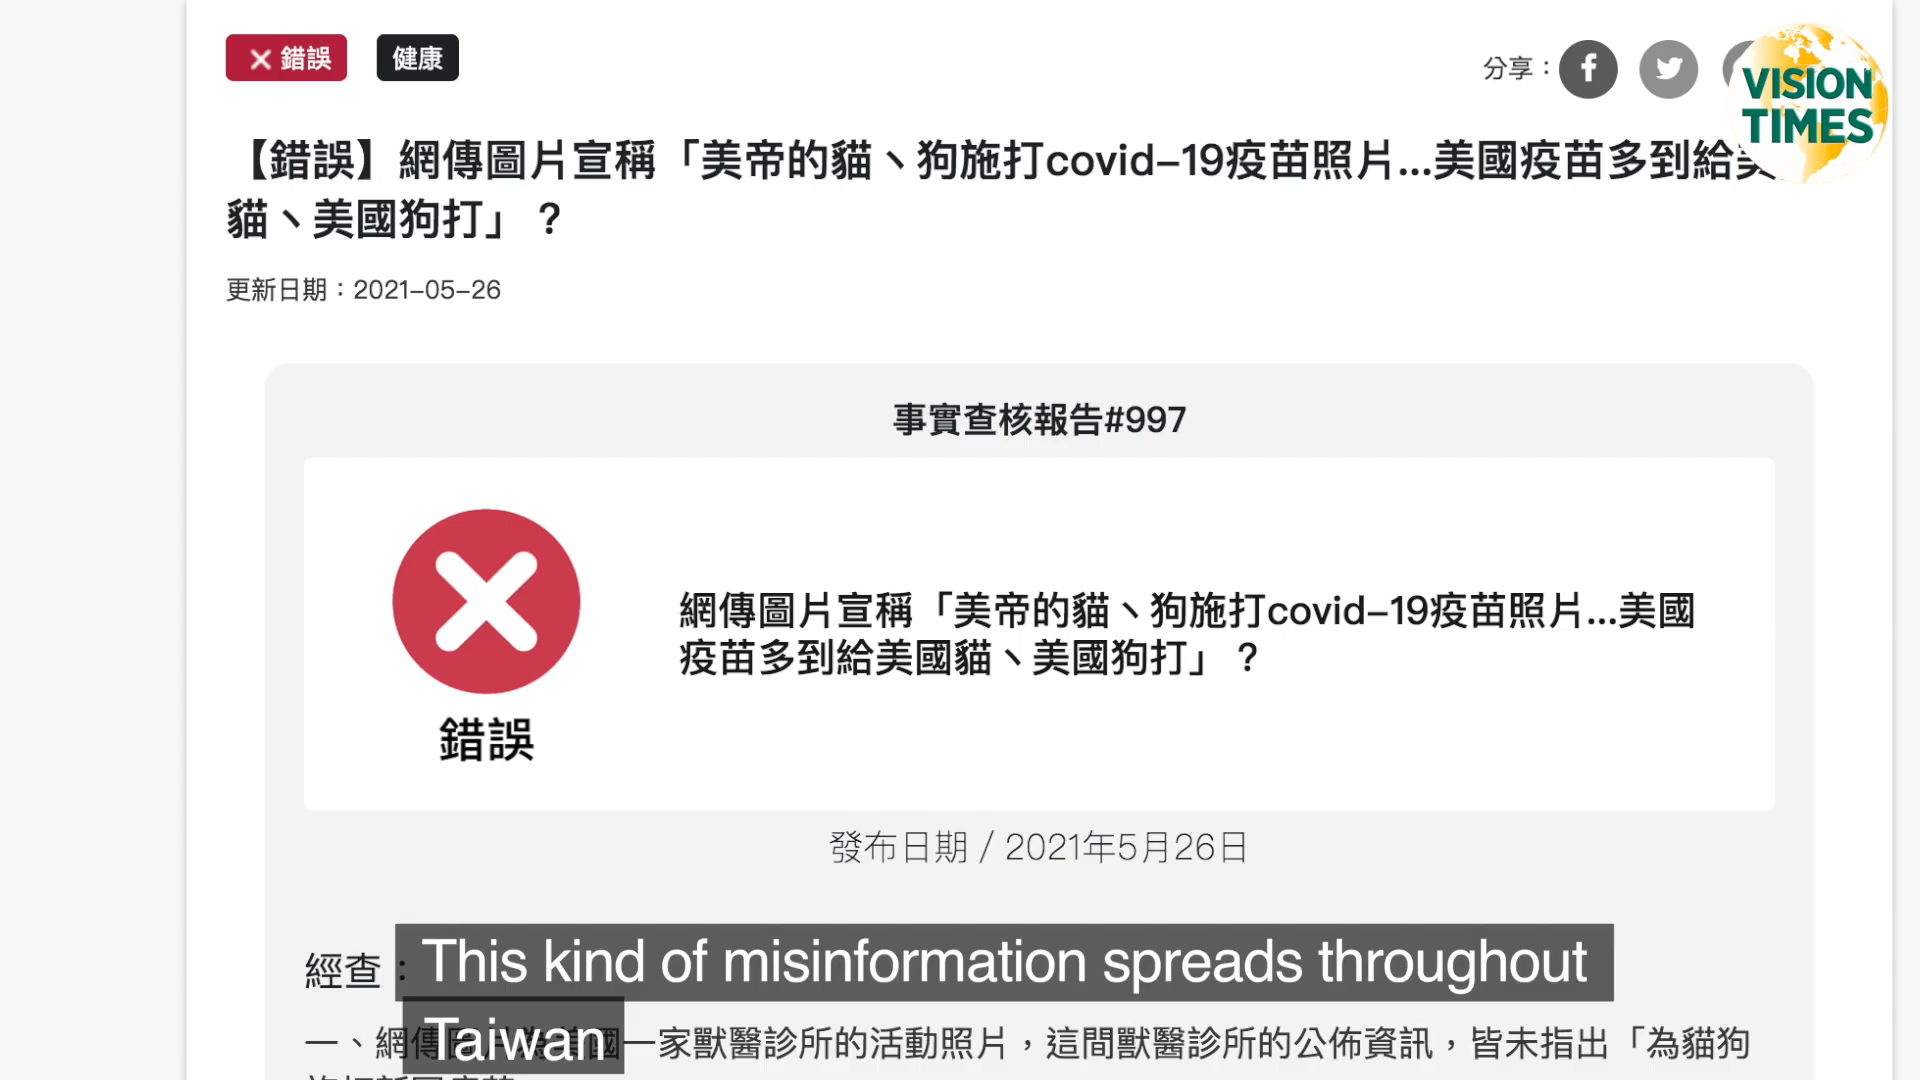 錯誤
健康
分享：
VISION
TIMES
【錯誤】網傳圖片宣稱「美帝的貓、狗施打covid-19疫苗照片...美國疫苗多到給美
貓、美國狗打」？
更新日期：2021-05-26
事實查核報告#997
網傳圖片宣稱「美帝的貓、狗施打covid-19疫苗照片...美國
疫苗多到給美國貓、美國狗打」？
錯誤
發布日期 / 2021年5月26日
經查：
This kind of misinformation spreads throughout
Taiwan
一、網傳圖 國一家獸醫診所的活動照片，這間獸醫診所的公佈資訊，皆未指出「為貓狗